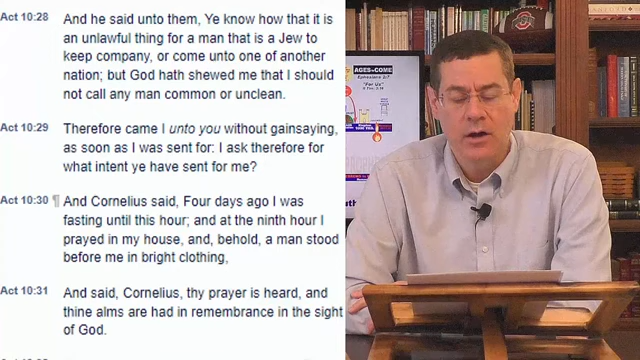 Act 10:28 And he said unto them, Ye know how that it is
an unlawful thing for a man that is a Jew to
keep company, or come unto one of another
nation; but God hath shewed me that I should
not call any man common or unclean.
Act 10:29 Therefore came I unto you without gainsaying,
as soon as I was sent for: I ask therefore for
what intent ye have sent for me?
Act 10:30 ¶ And Cornelius said, Four days ago I was
fasting until this hour; and at the ninth hour I
prayed in my house, and, behold, a man stood
before me in bright clothing,
Act 10:31 And said, Cornelius, thy prayer is heard, and
thine alms are had in remembrance in the sight
of God.
AGES-COME
Ephesians 2:7
"For Us"